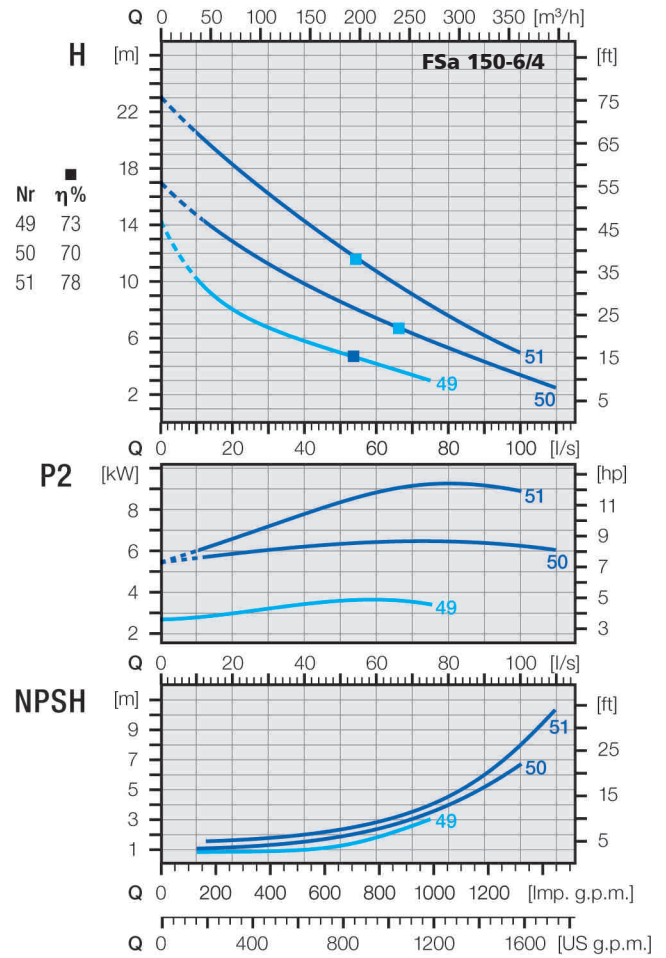 Q 0 50 100 150 200 250 300 350 [m³/h]
H [m] FSa 150-6/4 [ft]
22 18 14 10 6 2
75 65 55 45 35 25 15 5
■
Nr η%
49 73
50 70
51 78
51
50
49
Q 0 20 40 60 80 100 [l/s]
P2 [kW] [hp]
8 6 4 2
11 9 7 5 3
51
50
49
Q 0 20 40 60 80 100 [l/s]
NPSH [m] [ft]
9 7 5 3 1
25 15 5
51
50
49
Q 0 200 400 600 800 1000 1200 [Imp. g.p.m.]
Q 0 400 800 1200 1600 [US g.p.m.]